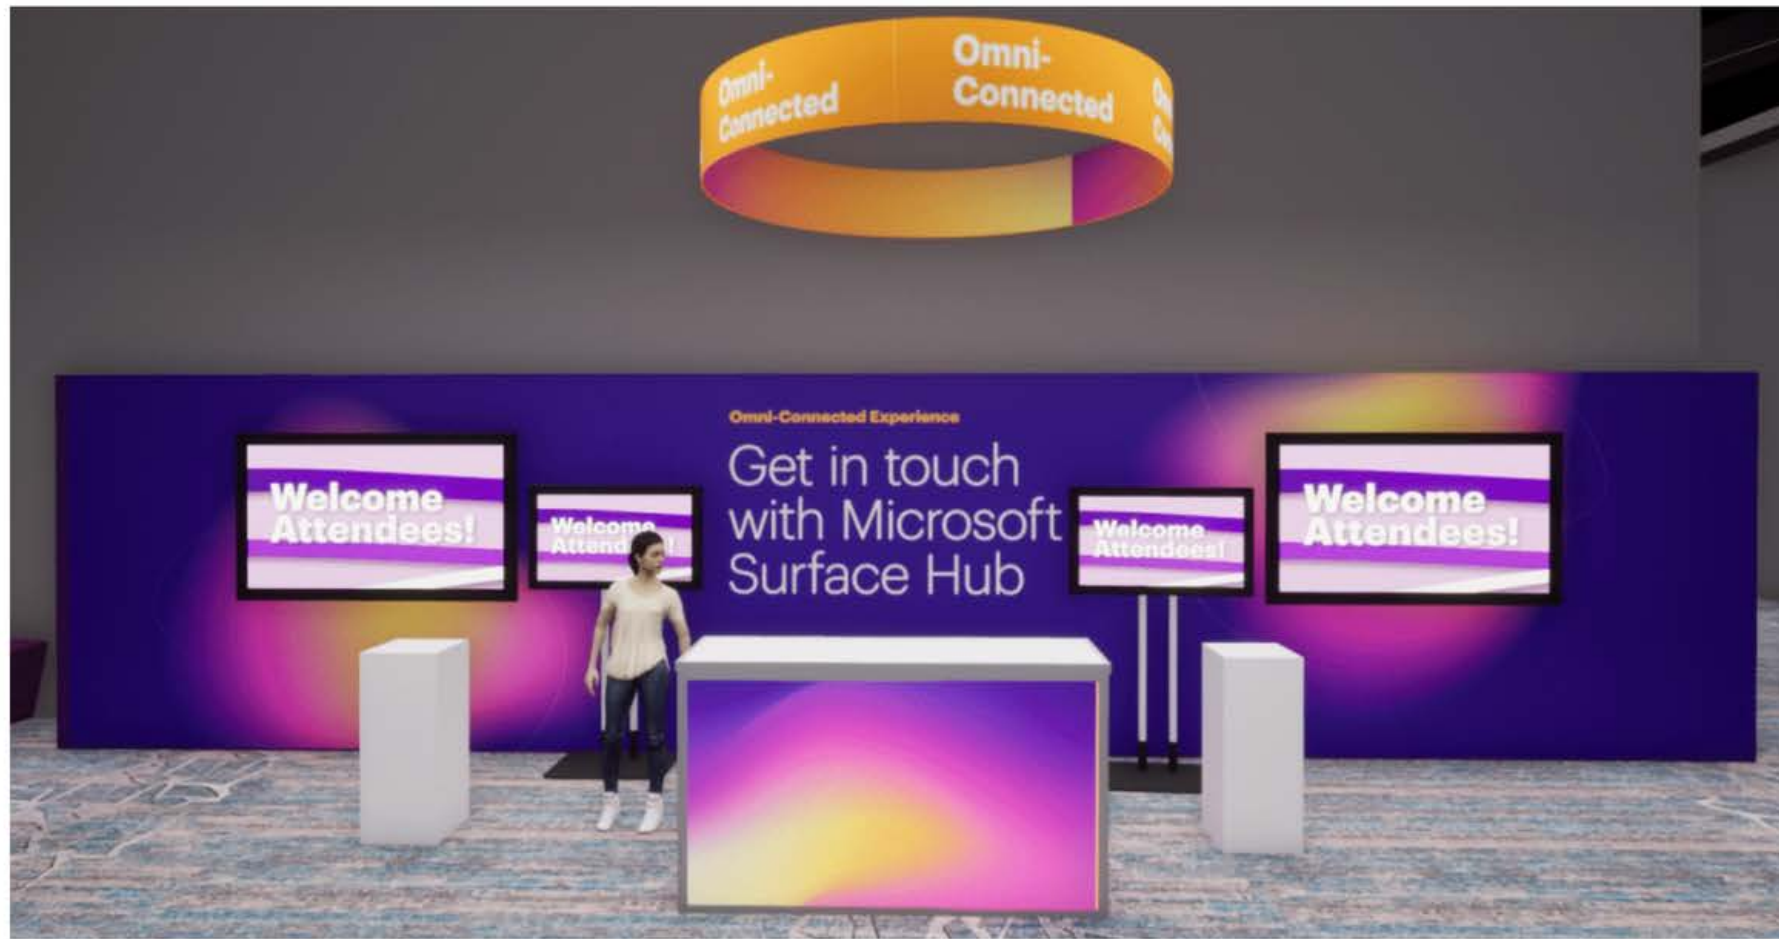 Omni-
Connected
Omni-
Connected
Omni-Connected Experience
Get in touch
with Microsoft
Surface Hub
Welcome
Attendees!
Welcome
Welcome
Attendees!
Welcome
Attendees!